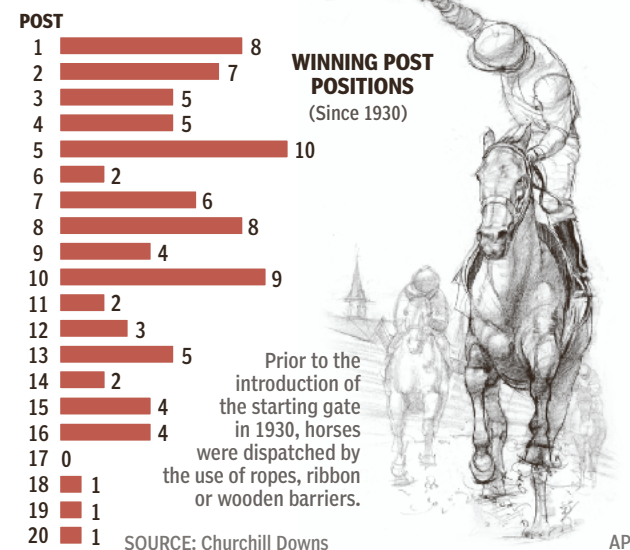 POST
1 8
2 7
3 5
4 5
5 10
6 2
7 6
8 8
9 4
10 9
11 2
12 3
13 5
14 2
15 4
16 4
17 0
18 1
19 1
20 1
WINNING POST
POSITIONS
(Since 1930)
Prior to the
introduction of
the starting gate
in 1930, horses
were dispatched by
the use of ropes, ribbon
or wooden barriers.
SOURCE: Churchill Downs
AP